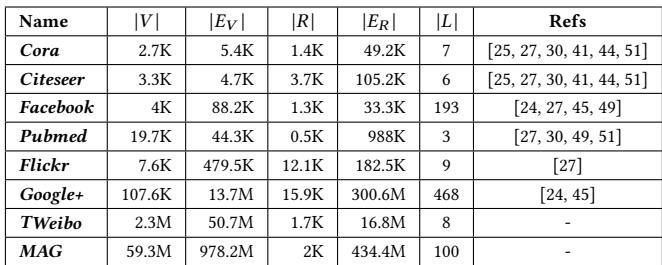 Name |V| |E_V| |R| |E_R| |L| Refs
Cora 2.7K 5.4K 1.4K 49.2K 7 [25, 27, 30, 41, 44, 51]
Citeseer 3.3K 4.7K 3.7K 105.2K 6 [25, 27, 30, 41, 44, 51]
Facebook 4K 88.2K 1.3K 33.3K 193 [24, 27, 45, 49]
Pubmed 19.7K 44.3K 0.5K 988K 3 [27, 30, 49, 51]
Flickr 7.6K 479.5K 12.1K 182.5K 9 [27]
Google+ 107.6K 13.7M 15.9K 300.6M 468 [24, 45]
TWeibo 2.3M 50.7M 1.7K 16.8M 8 -
MAG 59.3M 978.2M 2K 434.4M 100 -